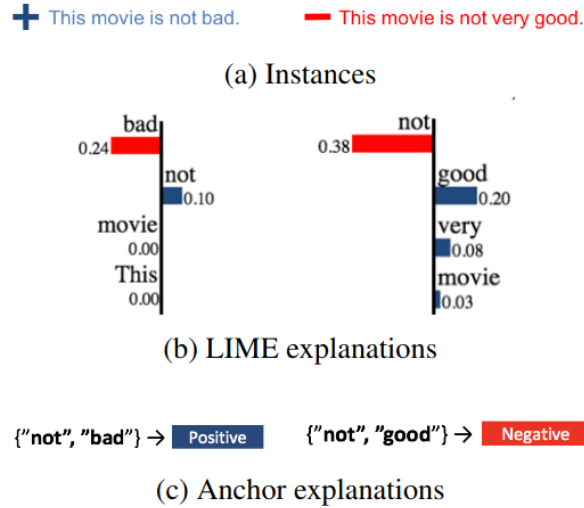 + This movie is not bad. — This movie is not very good.
(a) Instances
bad not
0.24 0.38
not good
0.10 0.20
movie very
0.00 0.08
This movie
0.00 0.03
(b) LIME explanations
{"not", "bad"} → Positive {"not", "good"} → Negative
(c) Anchor explanations